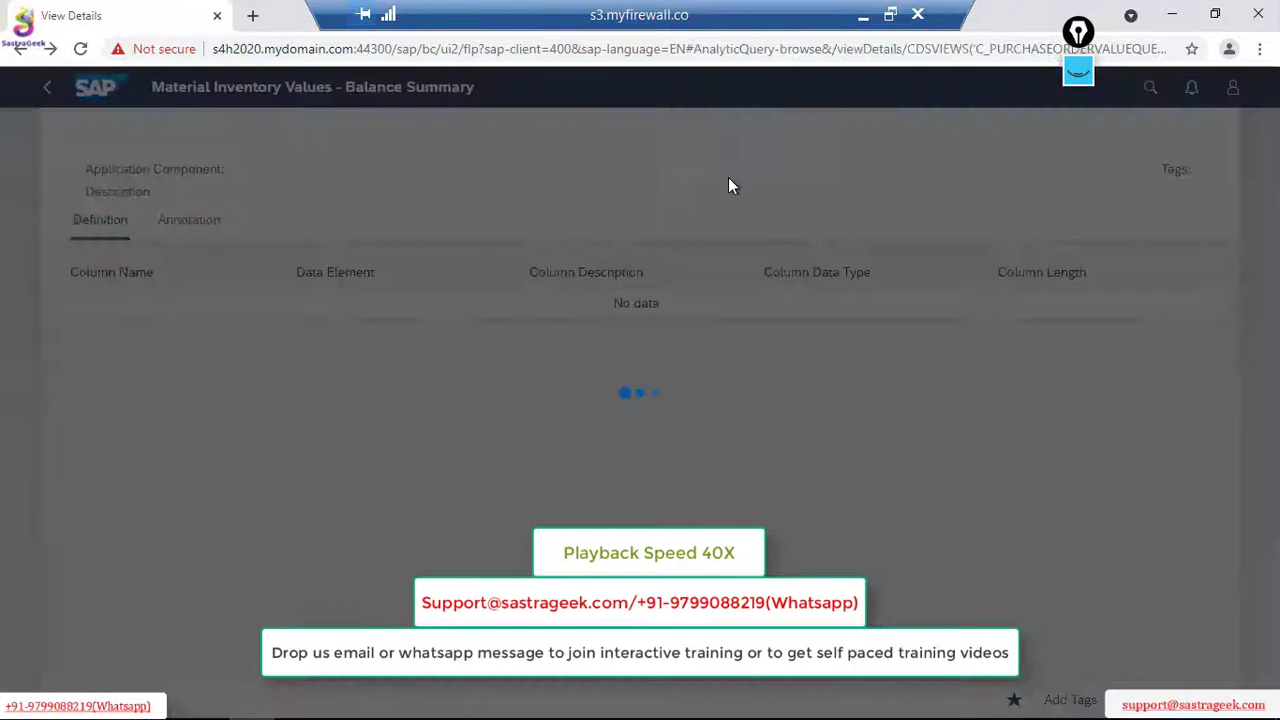 View Details
s3.myfirewall.co
SastraGeek
Not secure
s4h2020.mydomain.com:44300/sap/bc/ui2/flp?sap-client=400&sap-language=EN#AnalyticQuery-browse&/viewDetails/CDSVIEWS('C_PURCHASEORDERVALUEQUE...
SAP
Material Inventory Values - Balance Summary
Application Component:
Tags:
Description
Definition
Annotation
Column Name
Data Element
Column Description
Column Data Type
Column Length
No data
Playback Speed 40X
Support@sastrageek.com/+91-9799088219(Whatsapp)
Drop us email or whatsapp message to join interactive training or to get self paced training videos
Add Tags
+91-9799088219(Whatsapp)
support@sastrageek.com